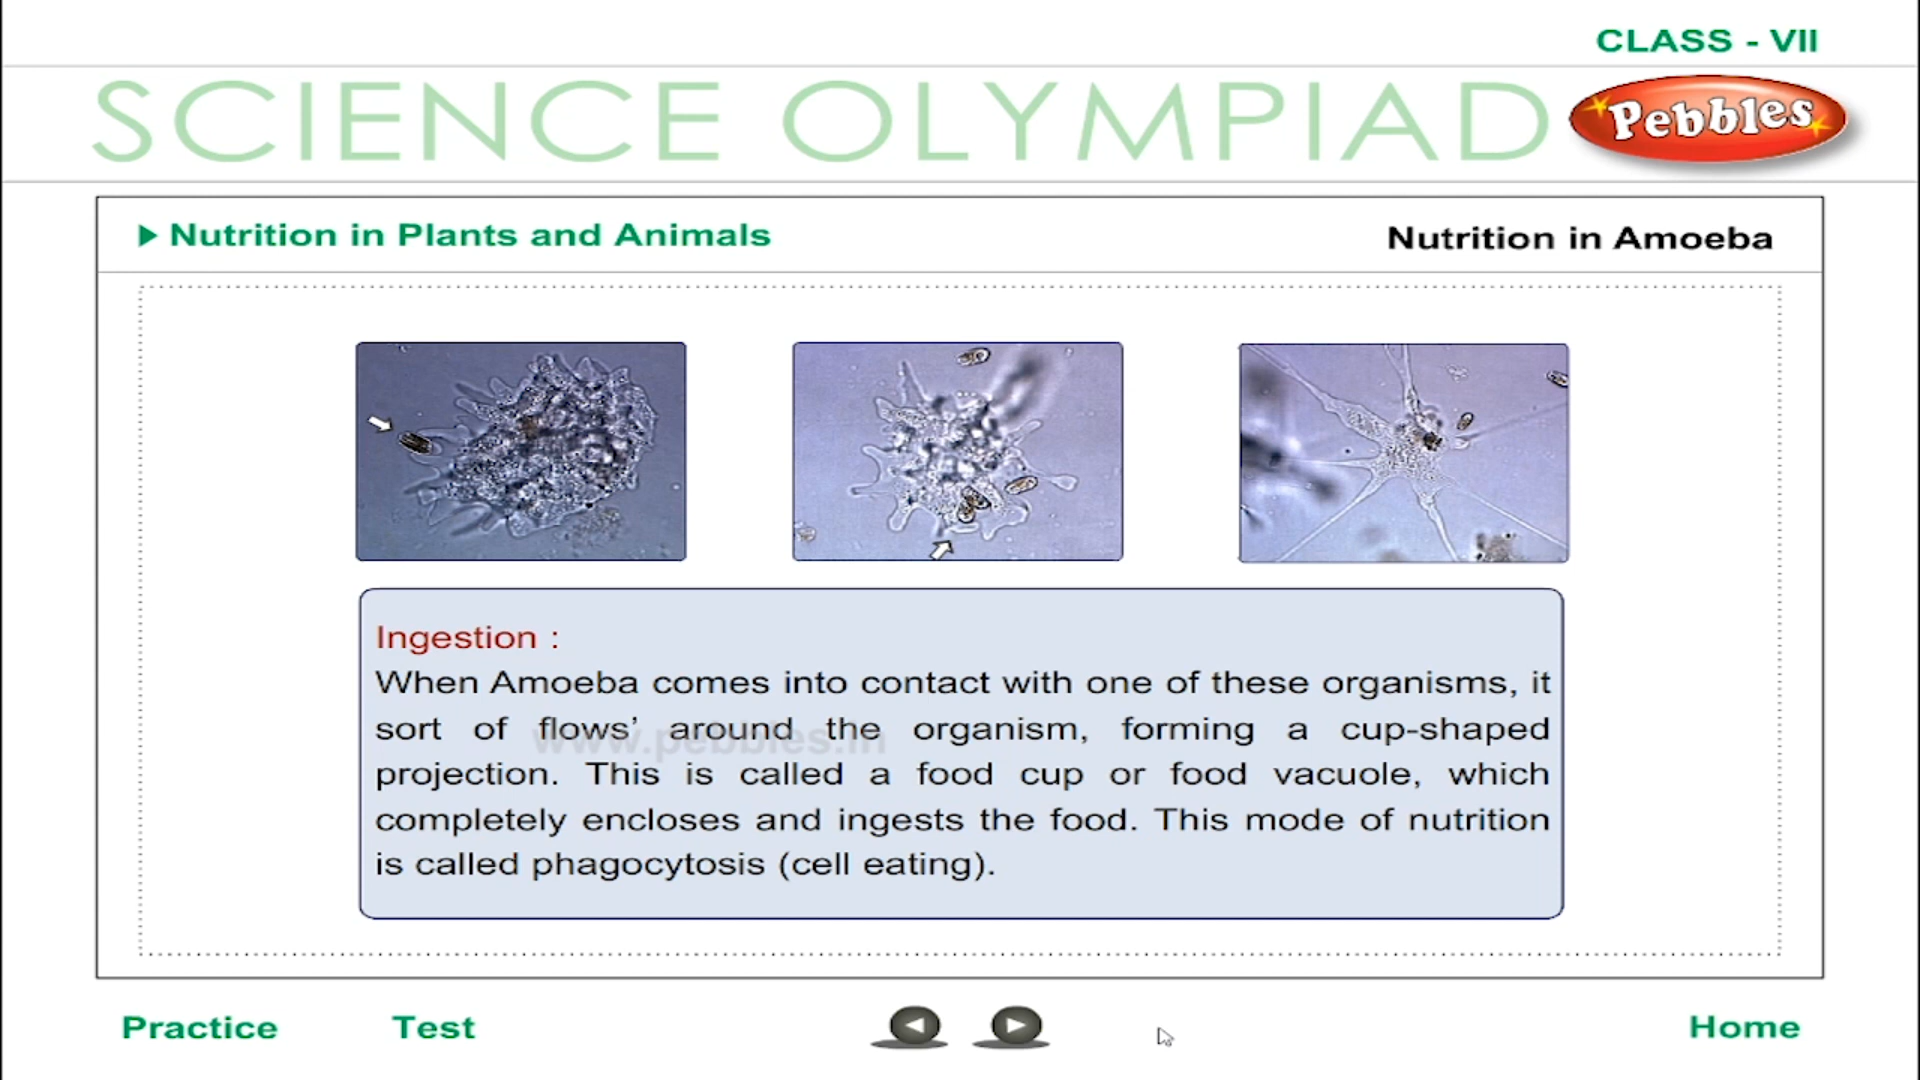 CLASS - VII
SCIENCE OLYMPIAD
Pebbles
Nutrition in Plants and Animals
Nutrition in Amoeba
Ingestion :
When Amoeba comes into contact with one of these organisms, it
sort of flows’ around the organism, forming a cup-shaped
projection. This is called a food cup or food vacuole, which
completely encloses and ingests the food. This mode of nutrition
is called phagocytosis (cell eating).
www.pebbles.in
Practice
Test
Home